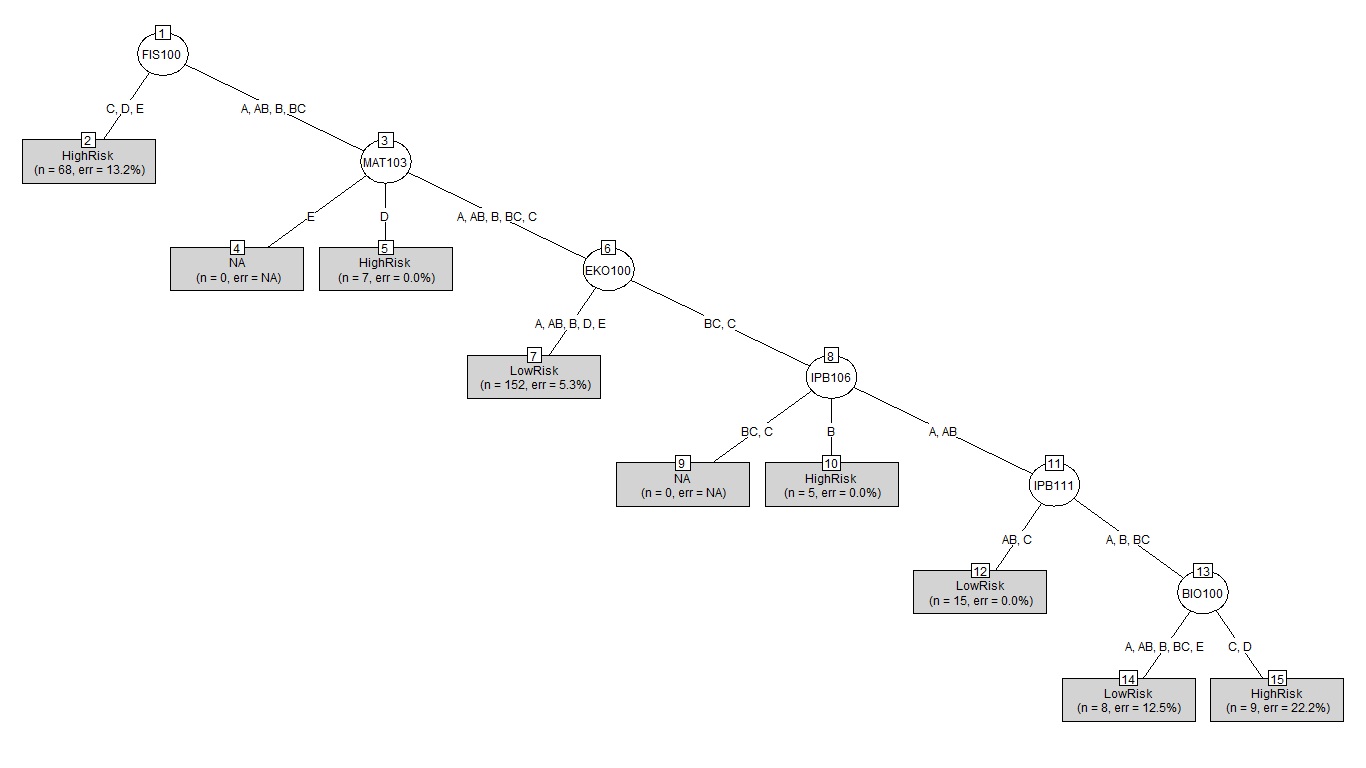 1
FIS100
C, D, E
A, AB, B, BC
2
HighRisk
(n = 68, err = 13.2%)
3
MAT103
E
D
A, AB, B, BC, C
4
NA
(n = 0, err = NA)
5
HighRisk
(n = 7, err = 0.0%)
6
EKO100
A, AB, B, D, E
BC, C
7
LowRisk
(n = 152, err = 5.3%)
8
IPB106
BC, C
B
A, AB
9
NA
(n = 0, err = NA)
10
HighRisk
(n = 5, err = 0.0%)
11
IPB111
AB, C
A, B, BC
12
LowRisk
(n = 15, err = 0.0%)
13
BIO100
A, AB, B, BC, E
C, D
14
LowRisk
(n = 8, err = 12.5%)
15
HighRisk
(n = 9, err = 22.2%)